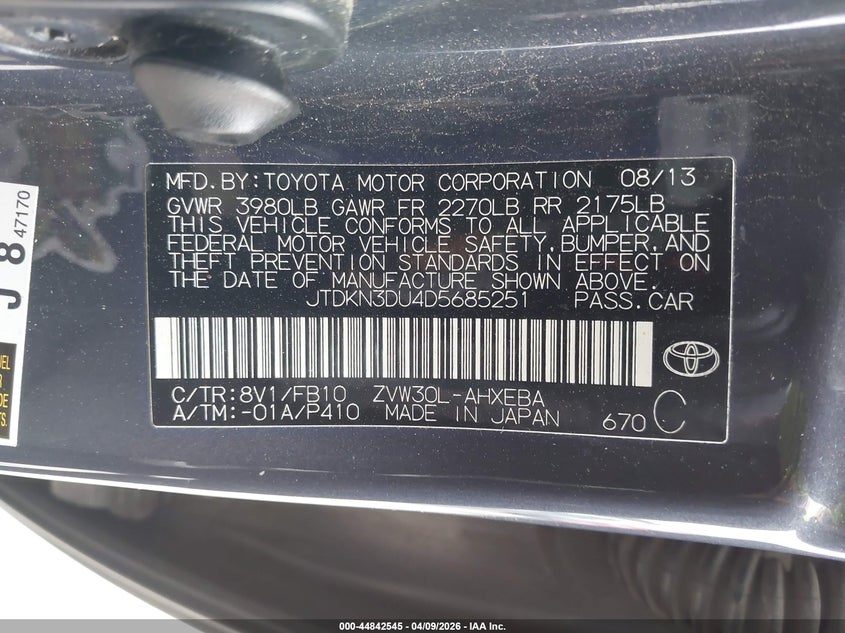 MFD.BY:TOYOTA MOTOR CORPORATION 08/13
GVWR 3980LB GAWR FR 2270LB RR 2175LB
THIS VEHICLE CONFORMS TO ALL APPLICABLE
FEDERAL MOTOR VEHICLE SAFETY, BUMPER, AND
THEFT PREVENTION STANDARDS IN EFFECT ON
THE DATE OF MANUFACTURE SHOWN ABOVE.
JTDKN3DU4D5685251 PASS.CAR
C/TR:8V1/FB10 ZVW30L-AHXEBA
A/TM:-01A/P410 MADE IN JAPAN 670 C
J 8
47170
TS.
000-44842545 - 04/09/2026 - IAA Inc.